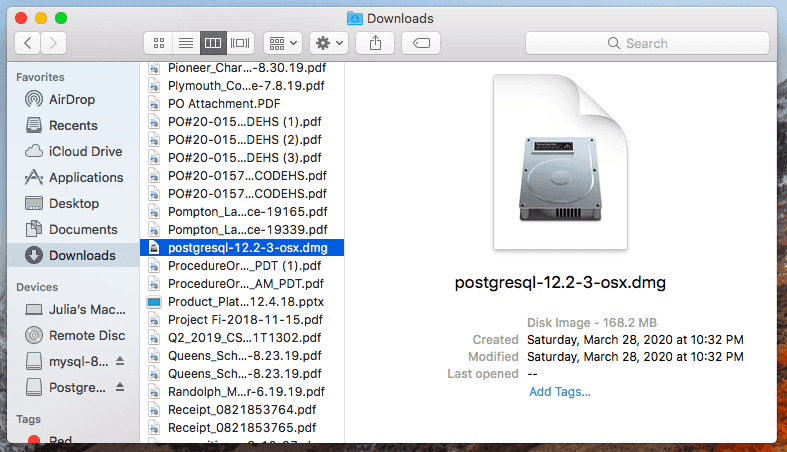 Downloads
Search
Favorites
AirDrop
Recents
iCloud Drive
Applications
Desktop
Documents
Downloads
Devices
Julia's Mac...
Remote Disc
mysql-8...
Postgre...
Tags
Red
Pioneer_Char...-8.30.19.pdf
Plymouth_Co...e-7.8.19.pdf
PO Attachment.PDF
PO#20-015...DEHS (1).pdf
PO#20-015...DEHS (2).pdf
PO#20-015...DEHS (3).pdf
PO#20-0157...CODEHS.pdf
PO#20-0157...CODEHS.pdf
Pompton_La...ce-19165.pdf
Pompton_La...ce-19339.pdf
postgresql-12.2-3-osx.dmg
ProcedureOr..._PDT (1).pdf
ProcedureOr..._AM_PDT.pdf
Product_Plat...12.4.18.pptx
Project Fi-2018-11-15.pdf
Q2_2019_CS...1T1302.pdf
Queens_Sch...-8.23.19.pdf
Queens_Sch...-8.23.19.pdf
Randolph_M...r-6.19.19.pdf
Receipt_0821853764.pdf
Receipt_0821853765.pdf
postgresql-12.2-3-osx.dmg
Disk Image - 168.2 MB
Created Saturday, March 28, 2020 at 10:32 PM
Modified Saturday, March 28, 2020 at 10:32 PM
Last opened --
Add Tags...